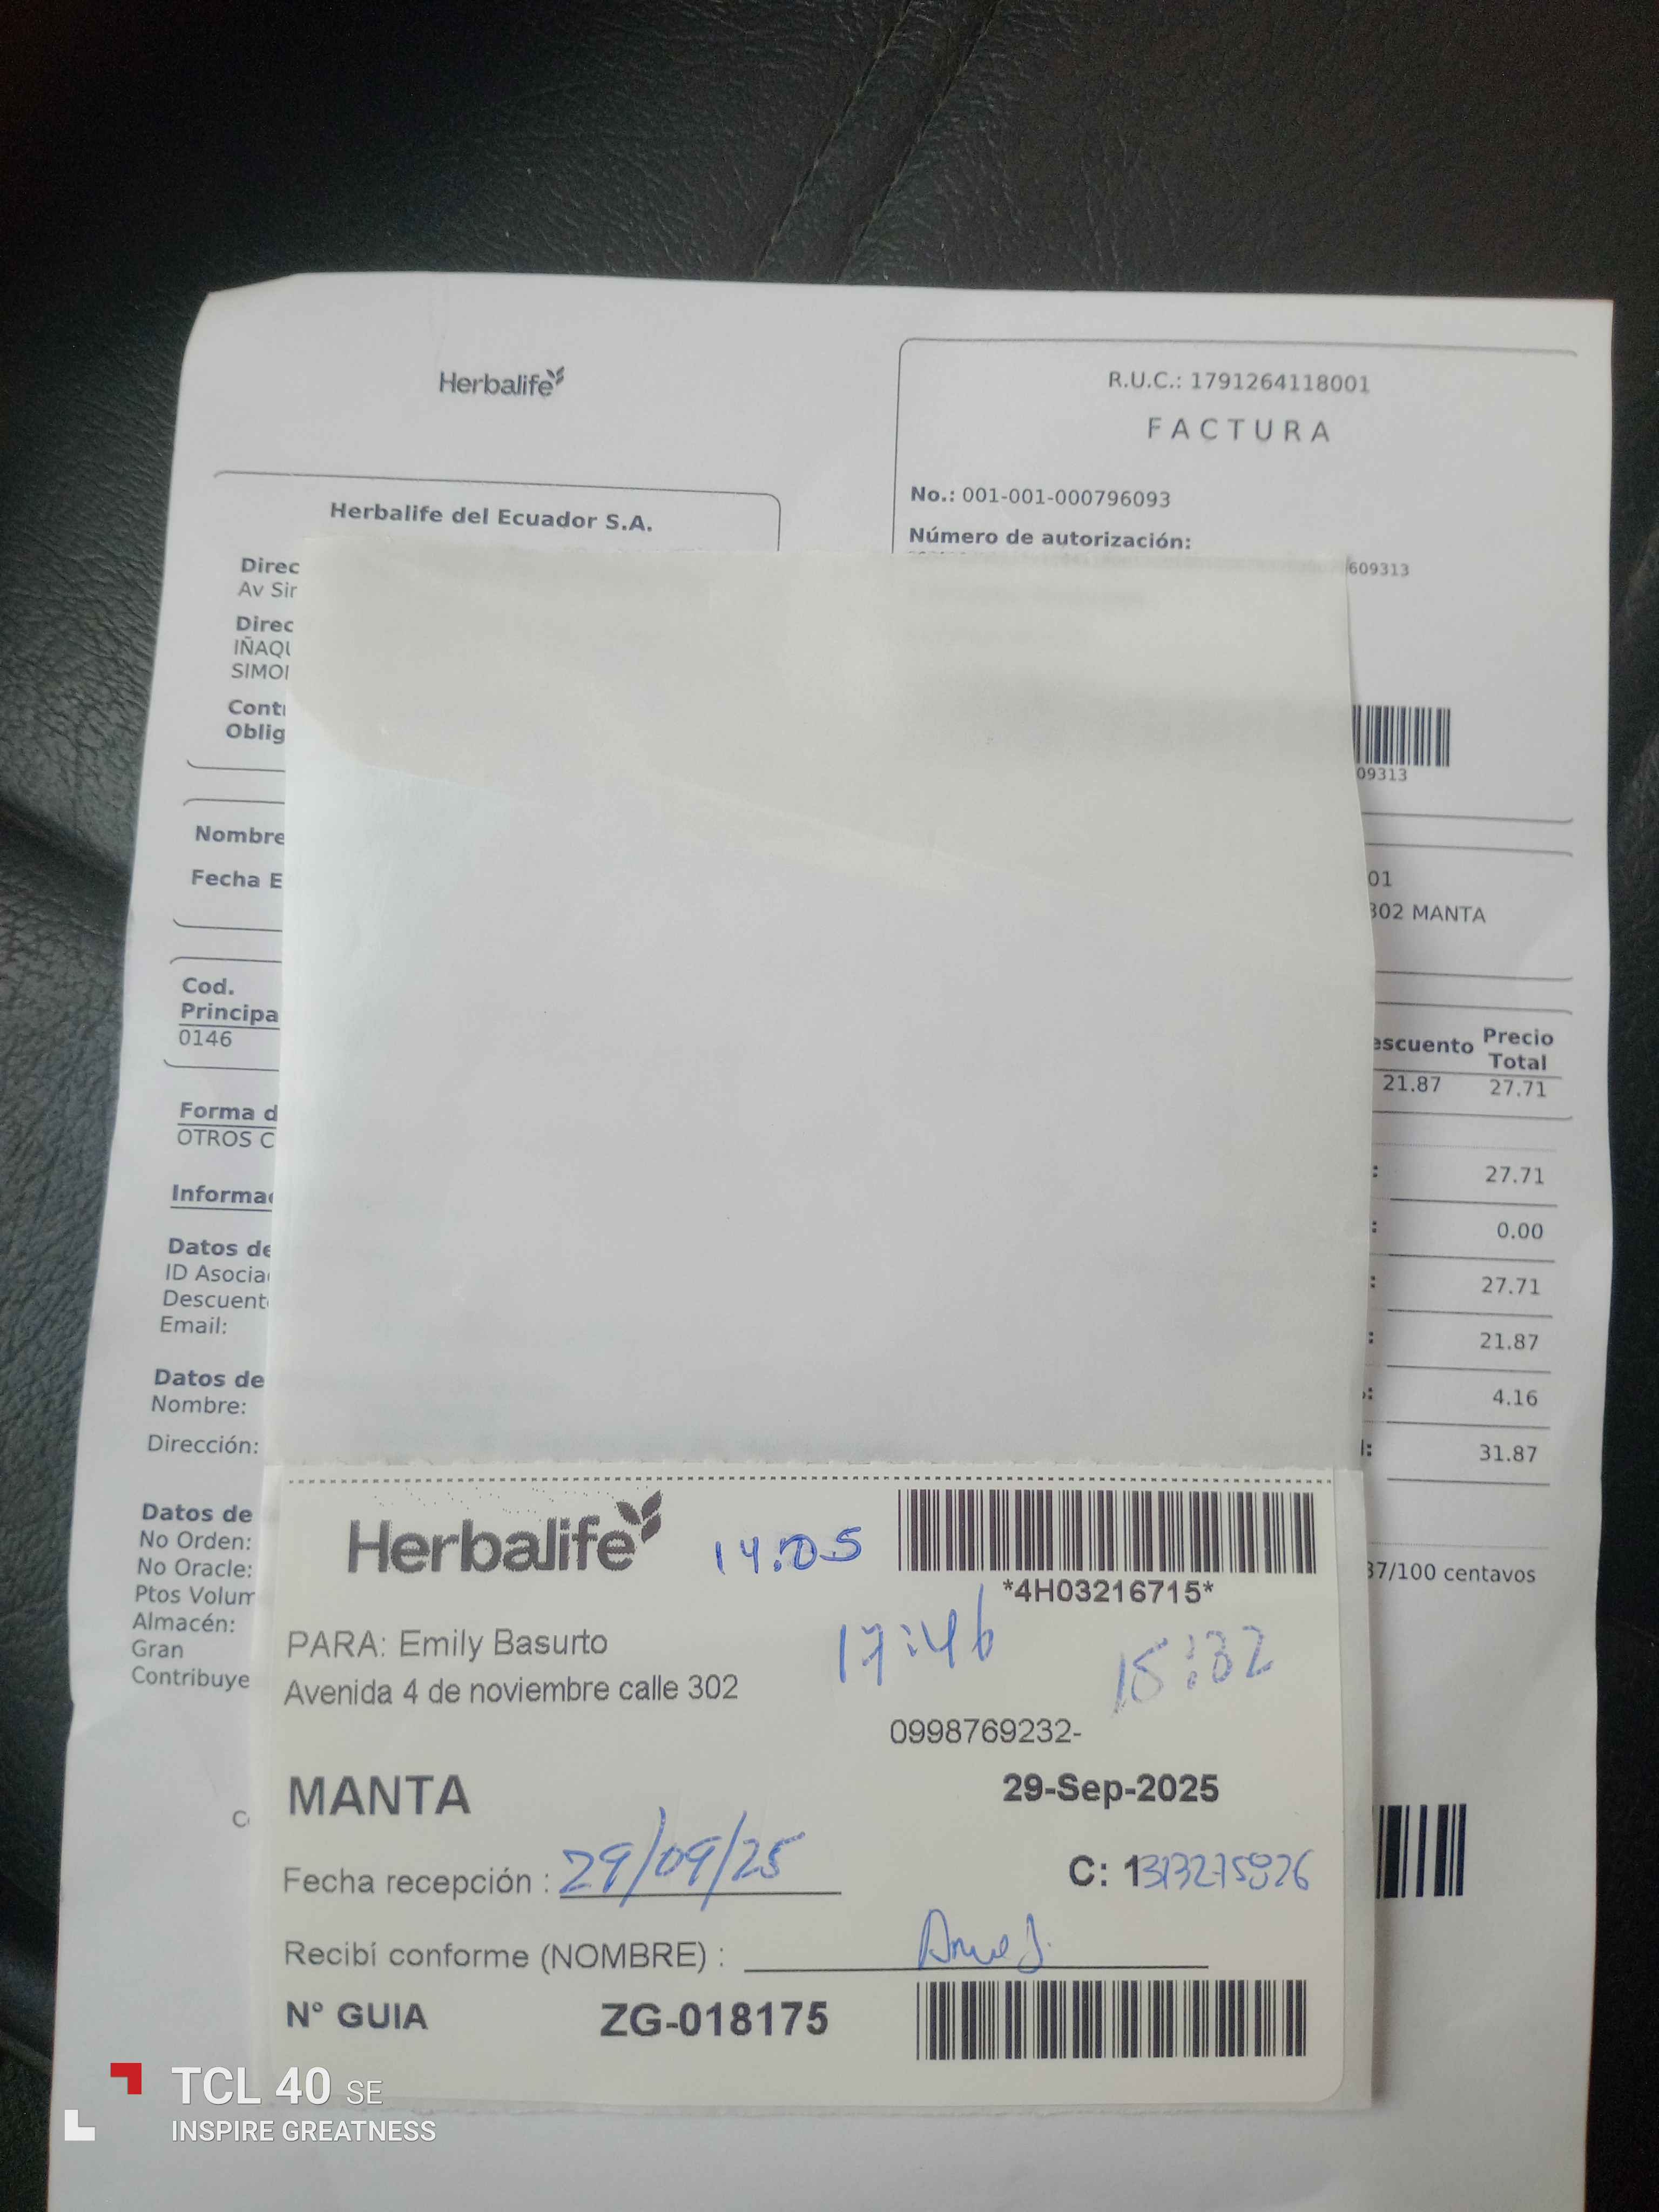 Herbalife
R.U.C.: 1791264118001
FACTURA
No.: 001-001-000796093
Número de autorización:
609313
09313
Herbalife del Ecuador S.A.
Direc
Av Sir
Direc
IÑAQU
SIMOI
Cont
Oblig
Nombre
Fecha E
01
302 MANTA
Cod.
Principa
0146
escuento
Precio
Total
21.87 27.71
Forma d
OTROS C
Informac
: 27.71
: 0.00
: 27.71
: 21.87
: 4.16
: 31.87
37/100 centavos
Datos de
ID Asocia
Descuent
Email:
Datos de
Nombre:
Dirección:
Datos de
No Orden:
No Oracle:
Ptos Volum
Almacén:
Gran
Contribuye
Herbalife
14:05
*4H03216715*
PARA: Emily Basurto
17:46
15:32
Avenida 4 de noviembre calle 302
0998769232-
MANTA
29-Sep-2025
Fecha recepción : 29/09/25
C: 1313275926
Recibí conforme (NOMBRE) :
N° GUIA ZG-018175
TCL 40 SE
INSPIRE GREATNESS